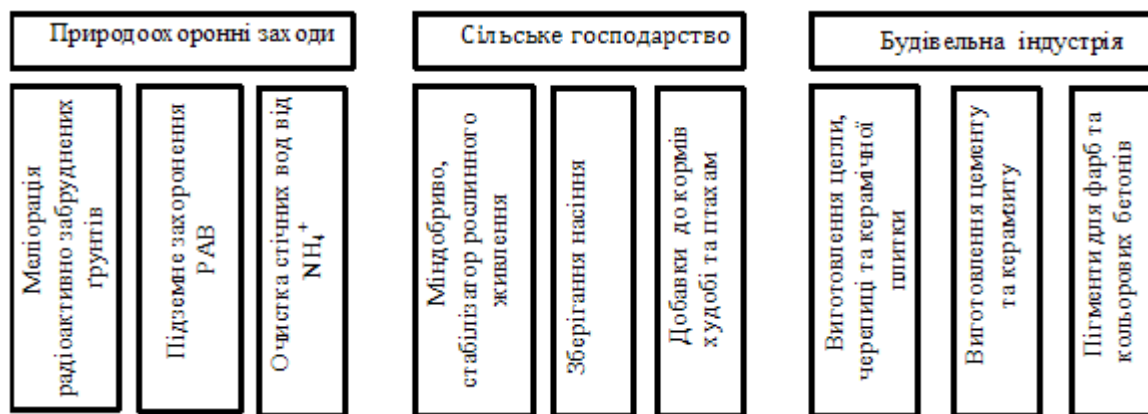 Природоохоронні заходи
Сільське господарство
Будівельна індустрія
Меліорація
радіоактивно забруднених
ґрунтів
Підземне захоронення
РАВ
Очистка стічних вод від
NH₄⁺
Міндобриво,
стабілізатор рослинного
живлення
Зберігання насіння
Добавки до кормів
худобі та птахам
Виготовлення цегли,
черепиці та керамічної
плитки
Виготовлення цементу
та керамзиту
Пігменти для фарб та
кольорових бетонів